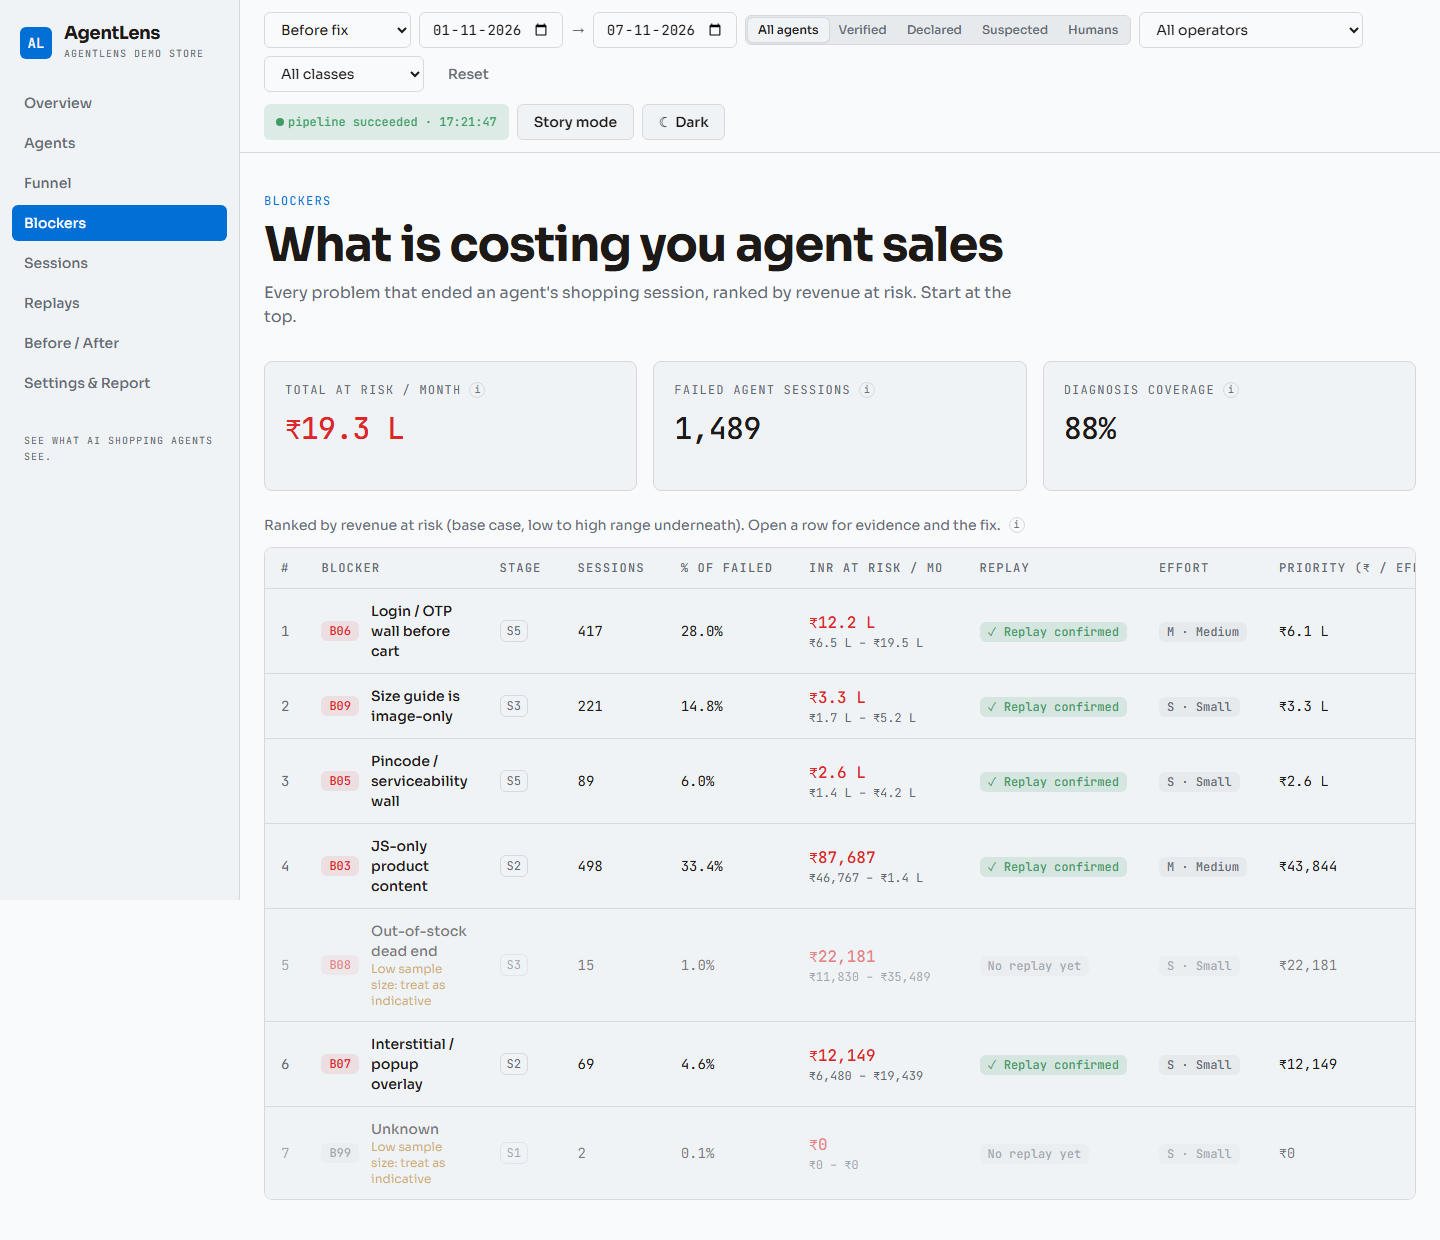 AL
AgentLens
AGENTLENS DEMO STORE
Overview
Agents
Funnel
Blockers
Sessions
Replays
Before / After
Settings & Report
SEE WHAT AI SHOPPING AGENTS
SEE.
Before fix
01-11-2026
→
07-11-2026
All agents
Verified
Declared
Suspected
Humans
All operators
All classes
Reset
pipeline succeeded · 17:21:47
Story mode
☾ Dark
BLOCKERS
What is costing you agent sales
Every problem that ended an agent's shopping session, ranked by revenue at risk. Start at the
top.
TOTAL AT RISK / MONTH i
₹19.3 L
FAILED AGENT SESSIONS i
1,489
DIAGNOSIS COVERAGE i
88%
Ranked by revenue at risk (base case, low to high range underneath). Open a row for evidence and the fix. i
# BLOCKER STAGE SESSIONS % OF FAILED INR AT RISK / MO REPLAY EFFORT PRIORITY (₹ /
1 B06
Login / OTP
wall before
cart
S5 417 28.0%
₹12.2 L
₹6.5 L – ₹19.5 L
✓ Replay confirmed M · Medium ₹6.1 L
2 B09
Size guide is
image-only
S3 221 14.8%
₹3.3 L
₹1.7 L – ₹5.2 L
✓ Replay confirmed S · Small ₹3.3 L
3 B05
Pincode /
serviceability
wall
S5 89 6.0%
₹2.6 L
₹1.4 L – ₹4.2 L
✓ Replay confirmed S · Small ₹2.6 L
4 B03
JS-only
product
content
S2 498 33.4%
₹87,687
₹46,767 – ₹1.4 L
✓ Replay confirmed M · Medium ₹43,844
5 B08
Out-of-stock
dead end
Low sample
size: treat as
indicative
S3 15 1.0%
₹22,181
₹11,830 – ₹35,489
No replay yet S · Small ₹22,181
6 B07
Interstitial /
popup
overlay
S2 69 4.6%
₹12,149
₹6,480 – ₹19,439
✓ Replay confirmed S · Small ₹12,149
7 B99
Unknown
Low sample
size: treat as
indicative
S1 2 0.1%
₹0
₹0 – ₹0
No replay yet S · Small ₹0